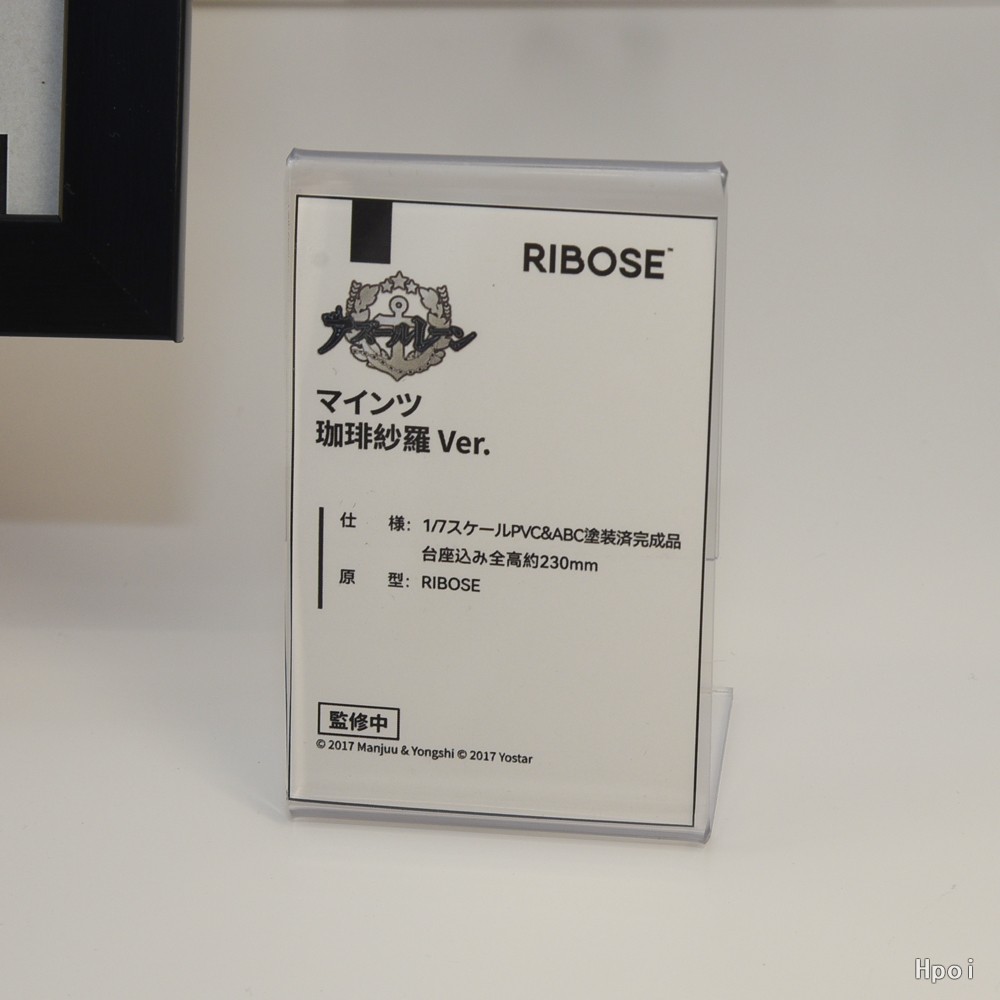 RIBOSE™
アズールレーン
マインツ
珈琲紗羅 Ver.
仕 様： 1/7スケールPVC&ABC塗装済完成品
台座込み全高約230mm
原 型： RIBOSE
監修中
© 2017 Manjuu & Yongshi © 2017 Yostar
Hpoi